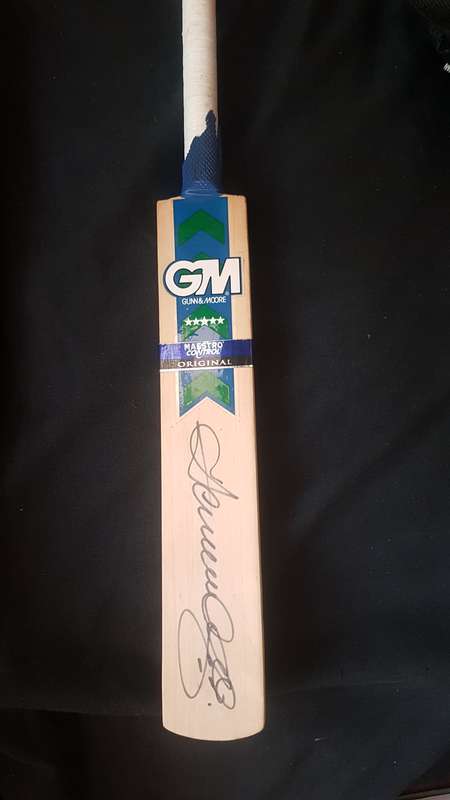 GM
GUNN & MOORE
MAESTRO
CONTROL
ORIGINAL